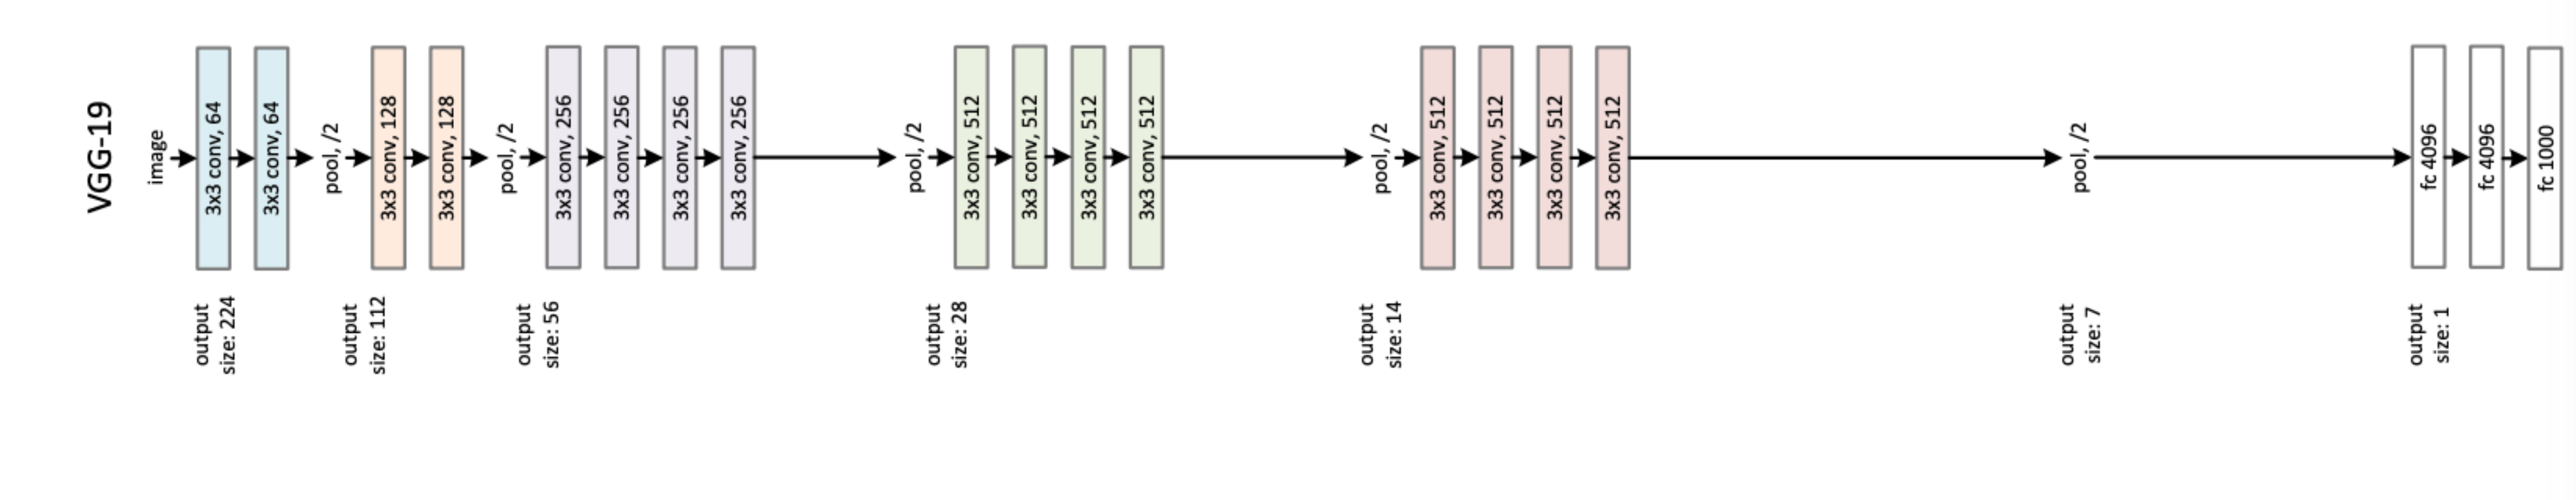 VGG-19
image
3x3 conv, 64
3x3 conv, 64
pool, /2
3x3 conv, 128
3x3 conv, 128
pool, /2
3x3 conv, 256
3x3 conv, 256
3x3 conv, 256
3x3 conv, 256
pool, /2
3x3 conv, 512
3x3 conv, 512
3x3 conv, 512
3x3 conv, 512
pool, /2
3x3 conv, 512
3x3 conv, 512
3x3 conv, 512
3x3 conv, 512
pool, /2
fc 4096
fc 4096
fc 1000
output
size: 224
output
size: 112
output
size: 56
output
size: 28
output
size: 14
output
size: 7
output
size: 1